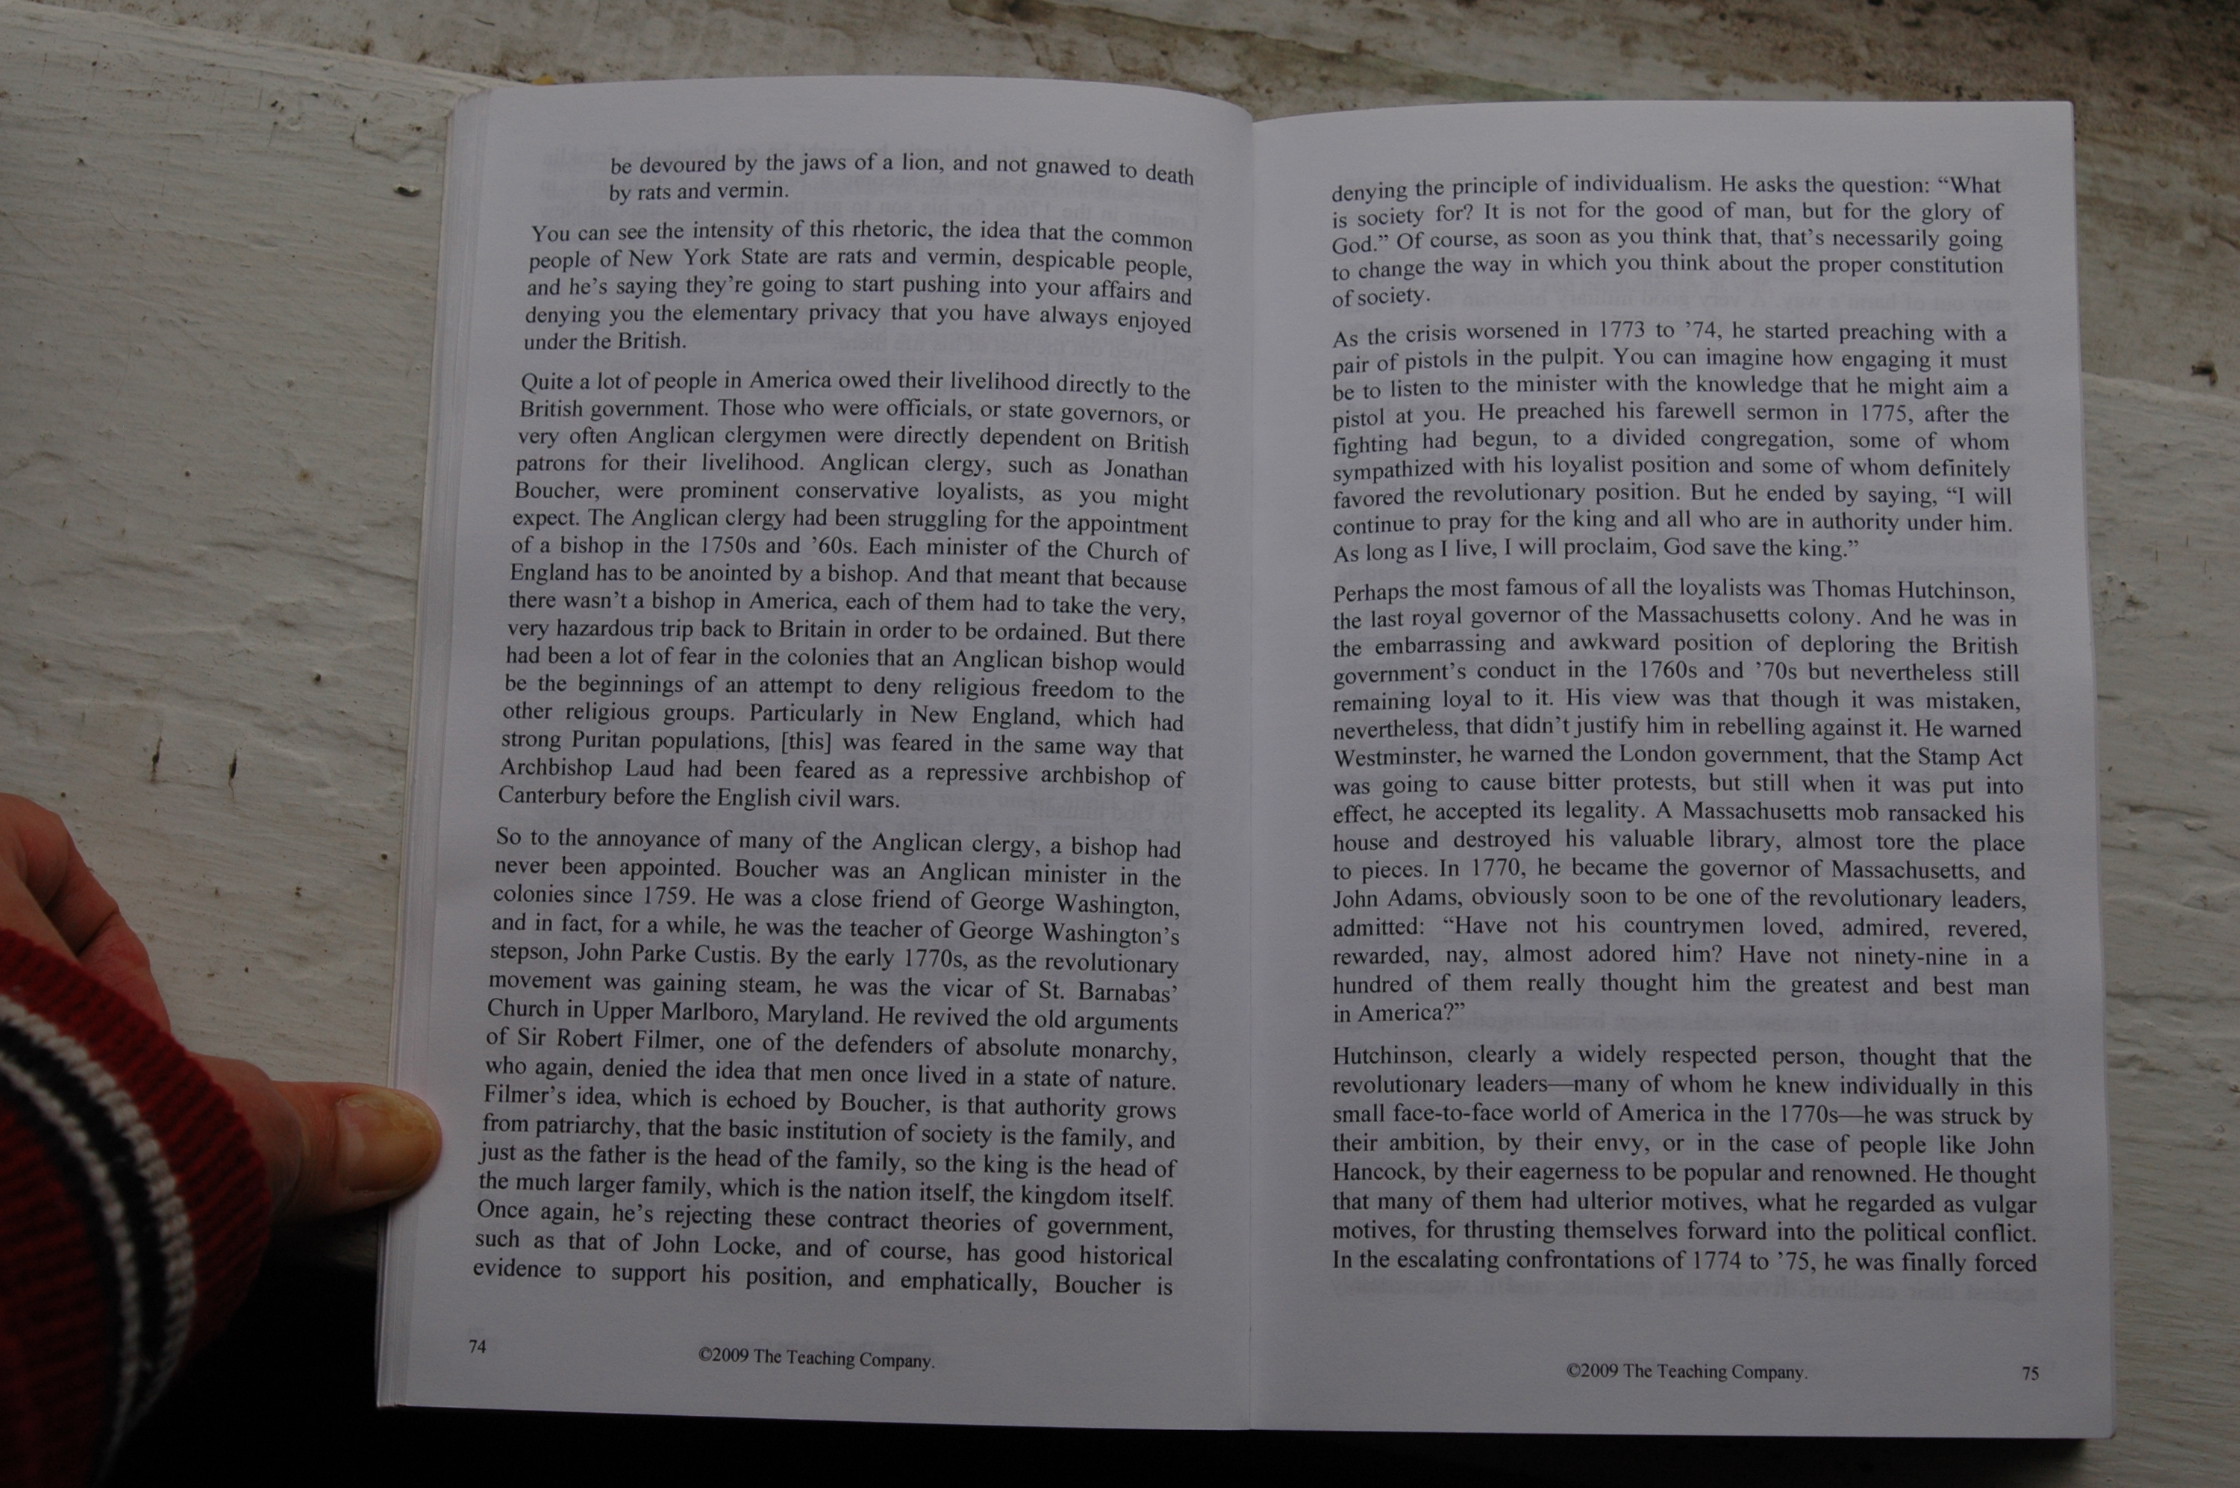 be devoured by the jaws of a lion, and not gnawed to death
by rats and vermin.
You can see the intensity of this rhetoric, the idea that the common
people of New York State are rats and vermin, despicable people,
and he's saying they're going to start pushing into your affairs and
denying you the elementary privacy that you have always enjoyed
under the British.
Quite a lot of people in America owed their livelihood directly to the
British government. Those who were officials, or state governors, or
very often Anglican clergymen were directly dependent on British
patrons for their livelihood. Anglican clergy, such as Jonathan
Boucher, were prominent conservative loyalists, as you might
expect. The Anglican clergy had been struggling for the appointment
of a bishop in the 1750s and ’60s. Each minister of the Church of
England has to be anointed by a bishop. And that meant that because
there wasn’t a bishop in America, each of them had to take the very,
very hazardous trip back to Britain in order to be ordained. But there
had been a lot of fear in the colonies that an Anglican bishop would
be the beginnings of an attempt to deny religious freedom to the
other religious groups. Particularly in New England, which had
strong Puritan populations, [this] was feared in the same way that
Archbishop Laud had been feared as a repressive archbishop of
Canterbury before the English civil wars.
So to the annoyance of many of the Anglican clergy, a bishop had
never been appointed. Boucher was an Anglican minister in the
colonies since 1759. He was a close friend of George Washington,
and in fact, for a while, he was the teacher of George Washington’s
stepson, John Parke Custis. By the early 1770s, as the revolutionary
movement was gaining steam, he was the vicar of St. Barnabas’
Church in Upper Marlboro, Maryland. He revived the old arguments
of Sir Robert Filmer, one of the defenders of absolute monarchy,
who again, denied the idea that men once lived in a state of nature.
Filmer’s idea, which is echoed by Boucher, is that authority grows
from patriarchy, that the basic institution of society is the family, and
just as the father is the head of the family, so the king is the head of
the much larger family, which is the nation itself, the kingdom itself.
Once again, he’s rejecting these contract theories of government,
such as that of John Locke, and of course, has good historical
evidence to support his position, and emphatically, Boucher is
74
©2009 The Teaching Company.
denying the principle of individualism. He asks the question: “What
is society for? It is not for the good of man, but for the glory of
God.” Of course, as soon as you think that, that’s necessarily going
to change the way in which you think about the proper constitution
of society.
As the crisis worsened in 1773 to ’74, he started preaching with a
pair of pistols in the pulpit. You can imagine how engaging it must
be to listen to the minister with the knowledge that he might aim a
pistol at you. He preached his farewell sermon in 1775, after the
fighting had begun, to a divided congregation, some of whom
sympathized with his loyalist position and some of whom definitely
favored the revolutionary position. But he ended by saying, “I will
continue to pray for the king and all who are in authority under him.
As long as I live, I will proclaim, God save the king.”
Perhaps the most famous of all the loyalists was Thomas Hutchinson,
the last royal governor of the Massachusetts colony. And he was in
the embarrassing and awkward position of deploring the British
government’s conduct in the 1760s and ’70s but nevertheless still
remaining loyal to it. His view was that though it was mistaken,
nevertheless, that didn’t justify him in rebelling against it. He warned
Westminster, he warned the London government, that the Stamp Act
was going to cause bitter protests, but still when it was put into
effect, he accepted its legality. A Massachusetts mob ransacked his
house and destroyed his valuable library, almost tore the place
to pieces. In 1770, he became the governor of Massachusetts, and
John Adams, obviously soon to be one of the revolutionary leaders,
admitted: “Have not his countrymen loved, admired, revered,
rewarded, nay, almost adored him? Have not ninety-nine in a
hundred of them really thought him the greatest and best man
in America?”
Hutchinson, clearly a widely respected person, thought that the
revolutionary leaders—many of whom he knew individually in this
small face-to-face world of America in the 1770s—he was struck by
their ambition, by their envy, or in the case of people like John
Hancock, by their eagerness to be popular and renowned. He thought
that many of them had ulterior motives, what he regarded as vulgar
motives, for thrusting themselves forward into the political conflict.
In the escalating confrontations of 1774 to ’75, he was finally forced
©2009 The Teaching Company.
75